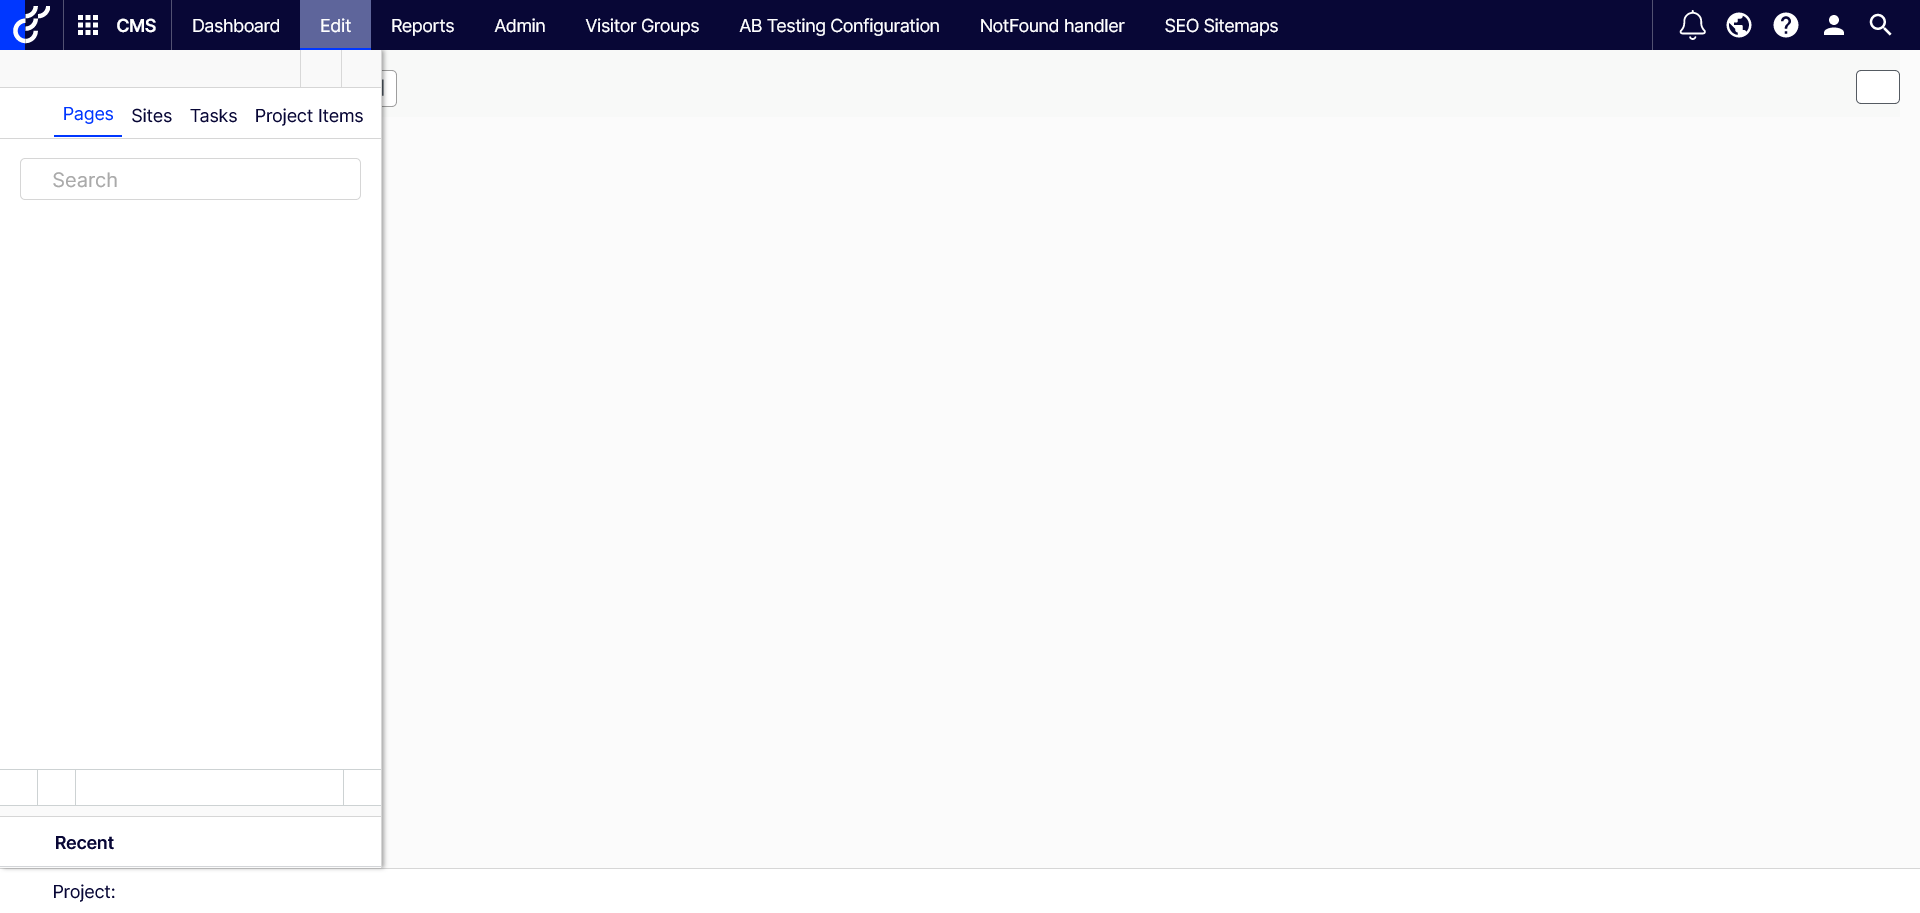 CMS Dashboard Edit Reports Admin Visitor Groups AB Testing Configuration NotFound handler SEO Sitemaps
Pages Sites Tasks Project Items
Search
Recent
Project: